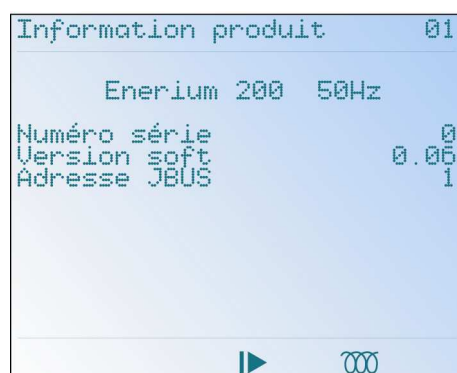 Information produit 01
Enerium 200 50Hz
Numéro série 0
Version soft 0.06
Adresse JBUS 1